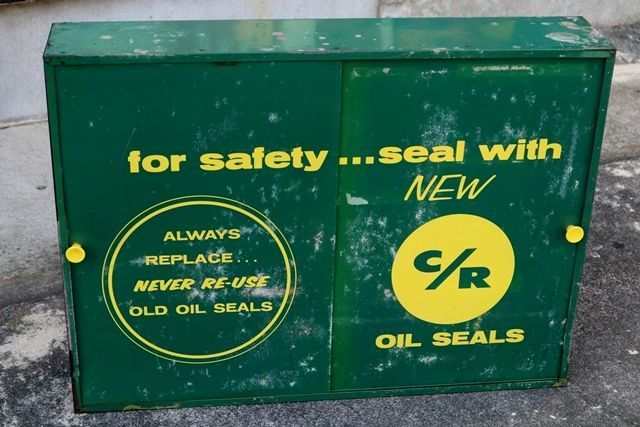 for safety...seal with
NEW
ALWAYS
REPLACE...
NEVER RE-USE
OLD OIL SEALS
C/R
OIL SEALS